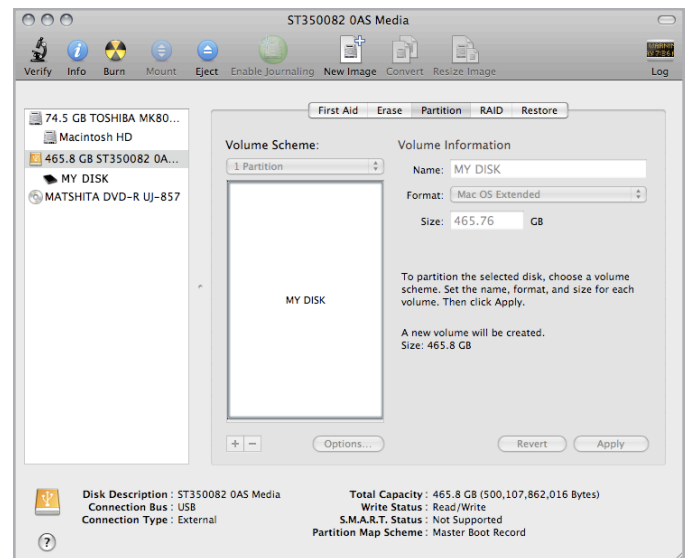 ST350082 0AS Media
Verify Info Burn Mount Eject Enable Journaling New Image Convert Resize Image Log
First Aid Erase Partition RAID Restore
74.5 GB TOSHIBA MK80...
Macintosh HD
465.8 GB ST350082 0A...
MY DISK
MATSHITA DVD-R UJ-857
Volume Scheme:
1 Partition
MY DISK
+ −
Options...
Volume Information
Name: MY DISK
Format: Mac OS Extended
Size: 465.76 GB
To partition the selected disk, choose a volume
scheme. Set the name, format, and size for each
volume. Then click Apply.
A new volume will be created.
Size: 465.8 GB
Revert Apply
Disk Description : ST350082 0AS Media
Connection Bus : USB
Connection Type : External
Total Capacity : 465.8 GB (500,107,862,016 Bytes)
Write Status : Read/Write
S.M.A.R.T. Status : Not Supported
Partition Map Scheme : Master Boot Record
?